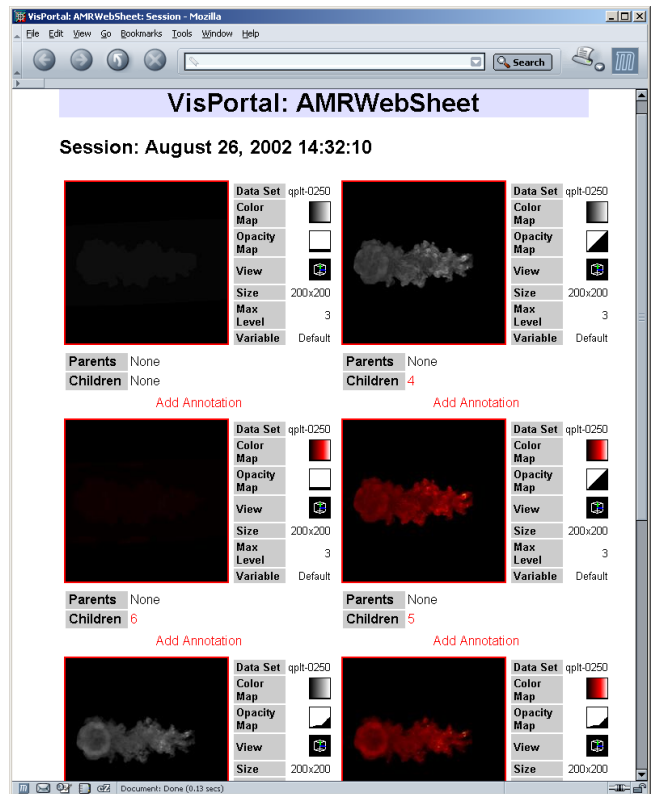 VisPortal: AMRWebSheet: Session - Mozilla
File Edit View Go Bookmarks Tools Window Help
Search
VisPortal: AMRWebSheet
Session: August 26, 2002 14:32:10
Data Set qplt-0250
Color Map
Opacity Map
View
Size 200x200
Max Level 3
Variable Default
Parents None
Children None
Add Annotation
Data Set qplt-0250
Color Map
Opacity Map
View
Size 200x200
Max Level 3
Variable Default
Parents None
Children 4
Add Annotation
Data Set qplt-0250
Color Map
Opacity Map
View
Size 200x200
Max Level 3
Variable Default
Parents None
Children 6
Add Annotation
Data Set qplt-0250
Color Map
Opacity Map
View
Size 200x200
Max Level 3
Variable Default
Parents None
Children 5
Add Annotation
Data Set qplt-0250
Color Map
Opacity Map
View
Size 200x200
Data Set qplt-0250
Color Map
Opacity Map
View
Size 200x200
Document: Done (0.13 secs)